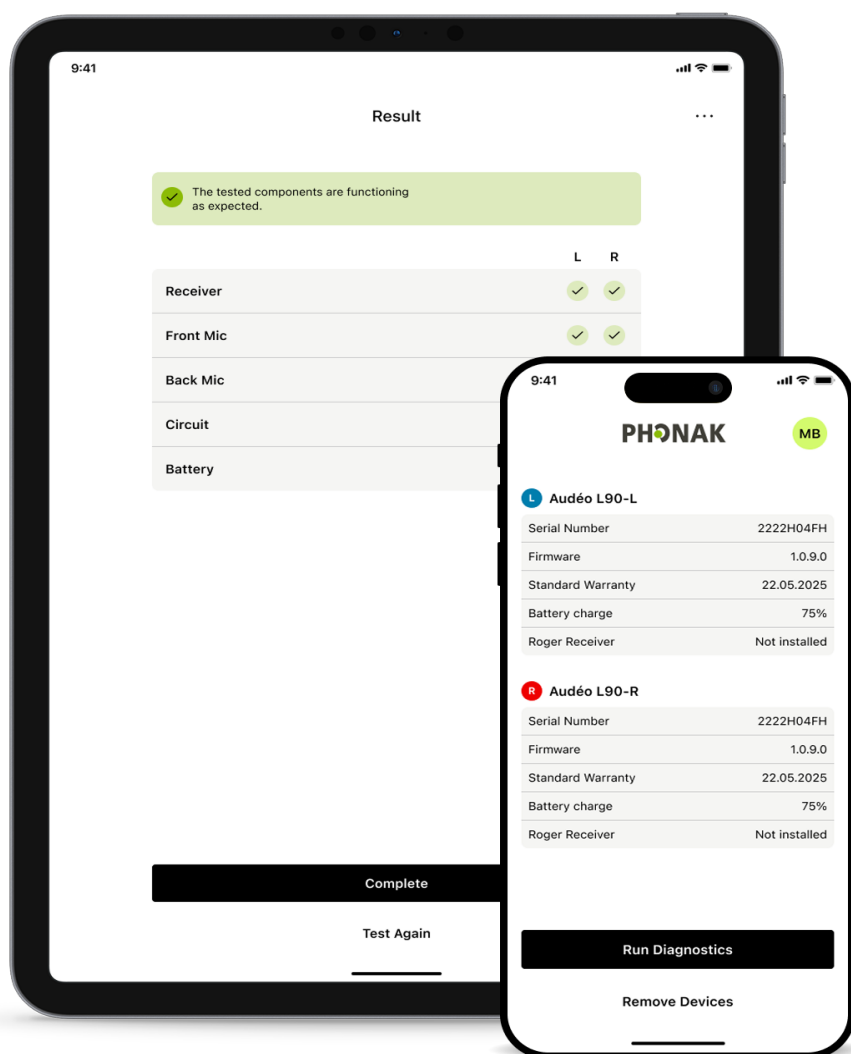 9:41
Result
The tested components are functioning
as expected.
L R
Receiver
Front Mic
Back Mic
Circuit
Battery
Complete
Test Again
9:41
PHONAK
MB
L Audéo L90-L
Serial Number 2222H04FH
Firmware 1.0.9.0
Standard Warranty 22.05.2025
Battery charge 75%
Roger Receiver Not installed
R Audéo L90-R
Serial Number 2222H04FH
Firmware 1.0.9.0
Standard Warranty 22.05.2025
Battery charge 75%
Roger Receiver Not installed
Run Diagnostics
Remove Devices